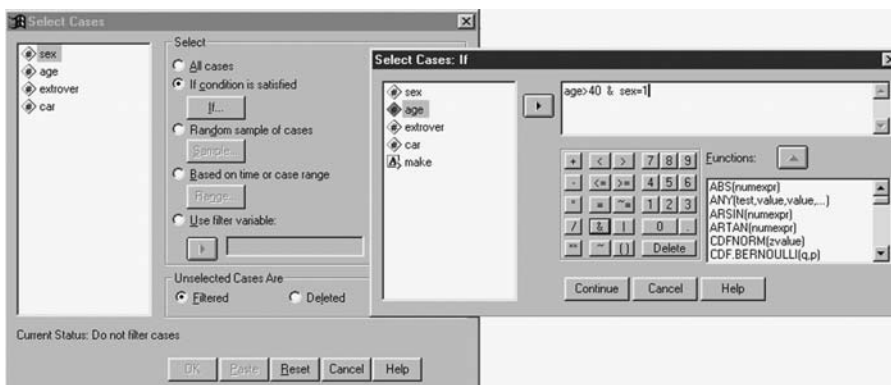 Select Cases
sex
age
extrover
car
Select
All cases
If condition is satisfied
If...
Random sample of cases
Sample...
Based on time or case range
Range...
Use filter variable:
Unselected Cases Are
Filtered
Deleted
Current Status: Do not filter cases
OK
Paste
Reset
Cancel
Help
Select Cases: If
sex
age
extrover
car
make
age>40 & sex=1
+ < > 7 8 9
- <= >= 4 5 6
* = ~= 1 2 3
/ & | 0 .
** ~ () Delete
Functions:
ABS(numexpr)
ANY(test,value,value,...)
ARSIN(numexpr)
ARTAN(numexpr)
CDFNORM(zvalue)
CDF.BERNOULLI(q,p)
Continue
Cancel
Help